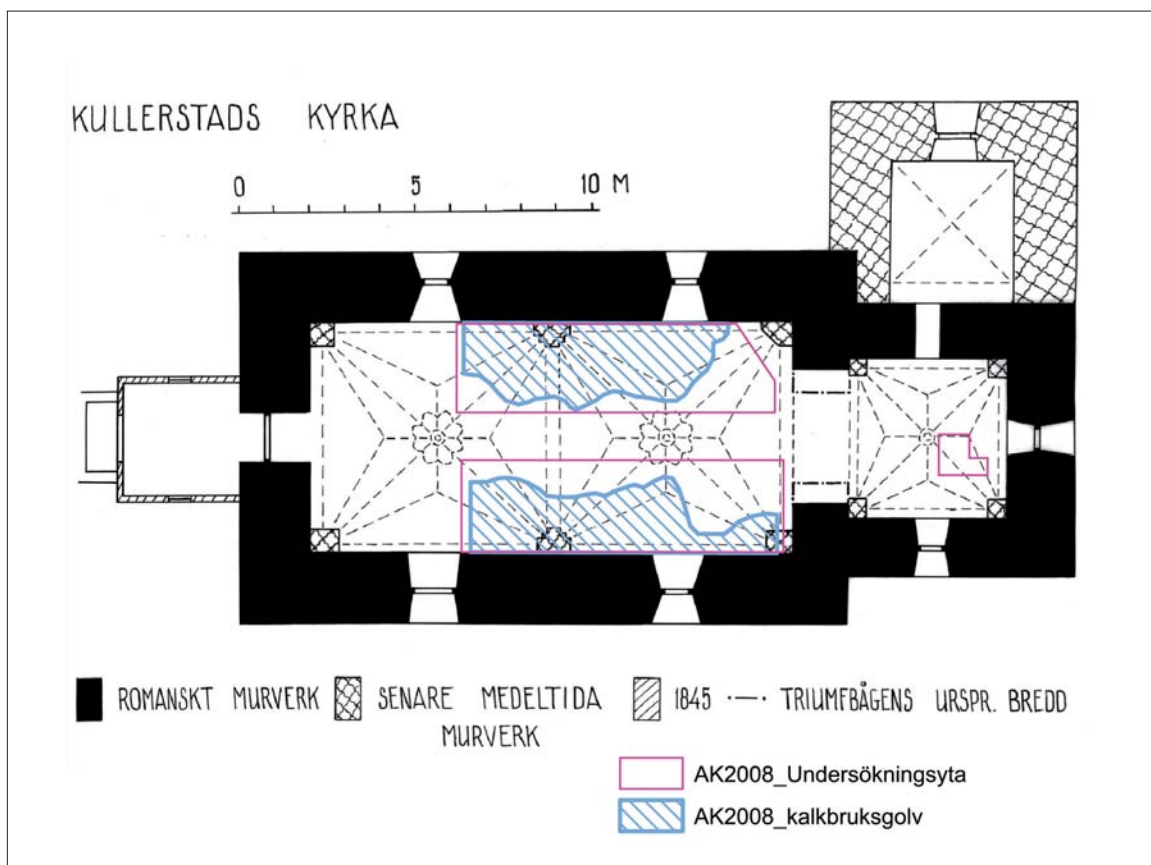 KULLERSTADS KYRKA
0 5 10 M
ROMANSKT MURVERK SENARE MEDELTIDA MURVERK 1845 TRIUMFBÅGENS URSPR. BREDD
AK2008_Undersökningsyta
AK2008_kalkbruksgolv